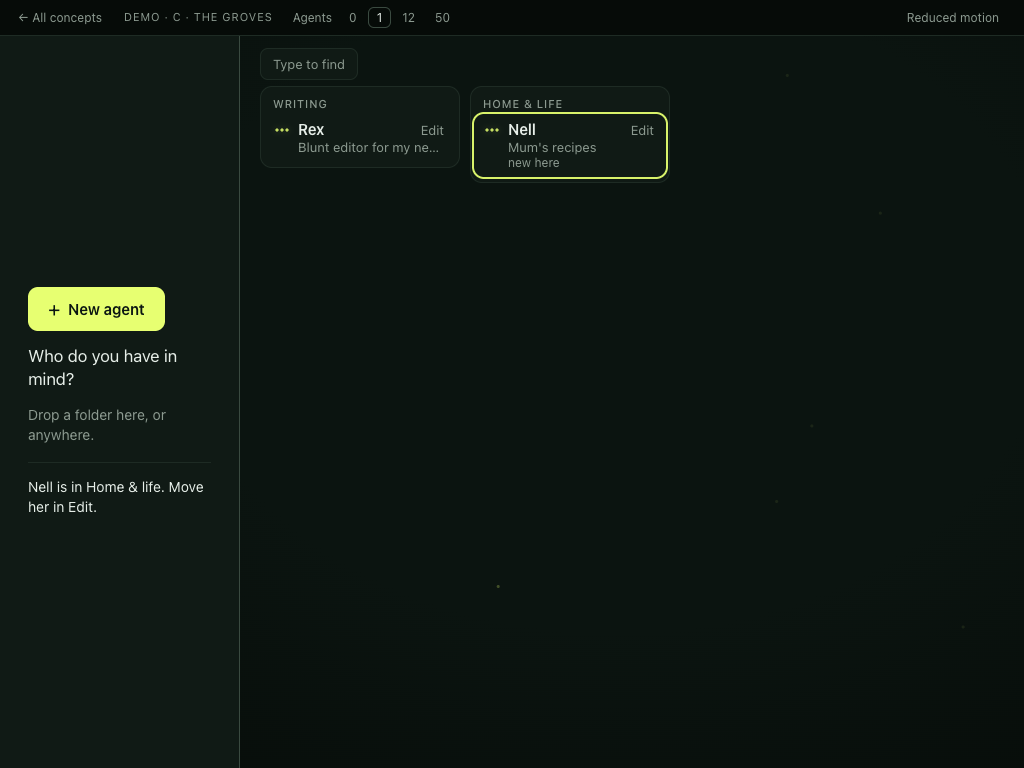 ← All concepts
DEMO · C · THE GROVES
Agents 0 1 12 50
Reduced motion
Type to find
WRITING
Rex Edit
Blunt editor for my ne…
HOME & LIFE
Nell Edit
Mum's recipes
new here
+ New agent
Who do you have in
mind?
Drop a folder here, or
anywhere.
Nell is in Home & life. Move
her in Edit.